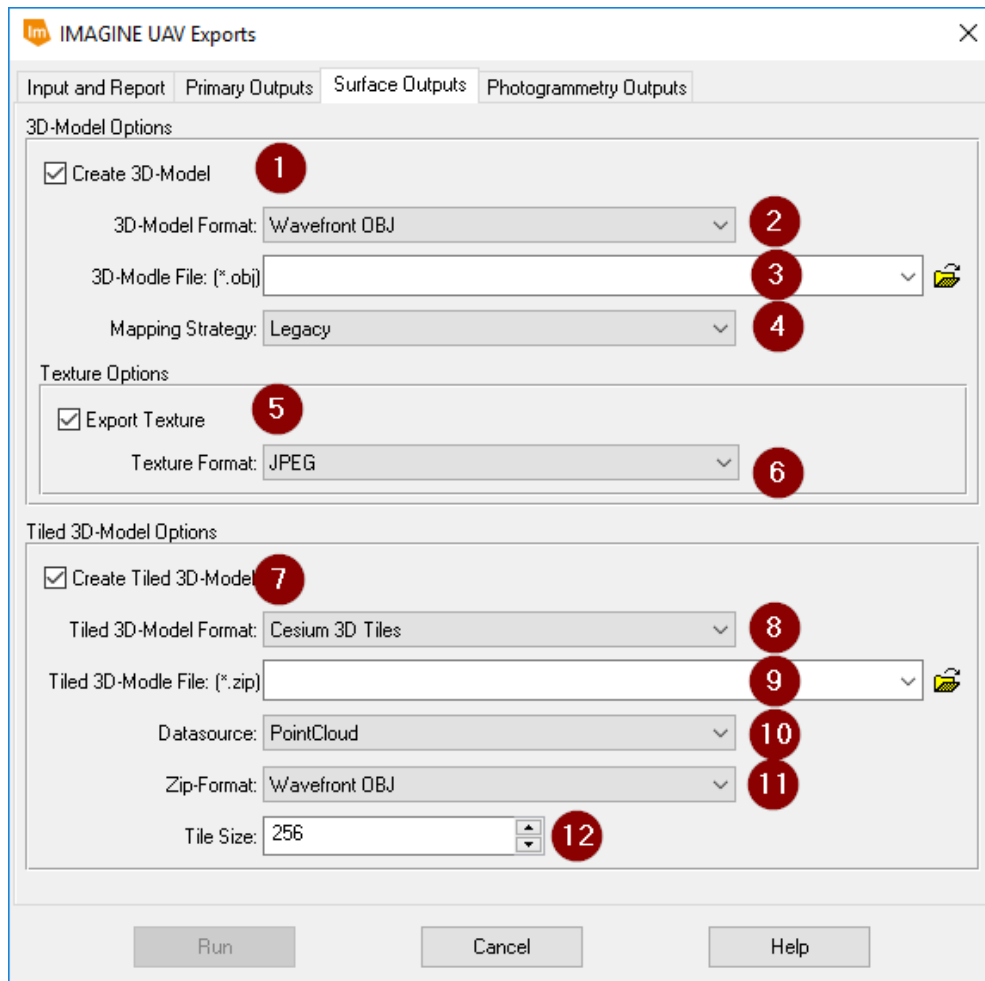 Im IMAGINE UAV Exports
Input and Report Primary Outputs Surface Outputs Photogrammetry Outputs
3D-Model Options
Create 3D-Model 1
3D-Model Format: Wavefront OBJ 2
3D-Modle File: (*.obj) 3
Mapping Strategy: Legacy 4
Texture Options
Export Texture 5
Texture Format: JPEG 6
Tiled 3D-Model Options
Create Tiled 3D-Model 7
Tiled 3D-Model Format: Cesium 3D Tiles 8
Tiled 3D-Modle File: (*.zip) 9
Datasource: PointCloud 10
Zip-Format: Wavefront OBJ 11
Tile Size: 256 12
Run Cancel Help